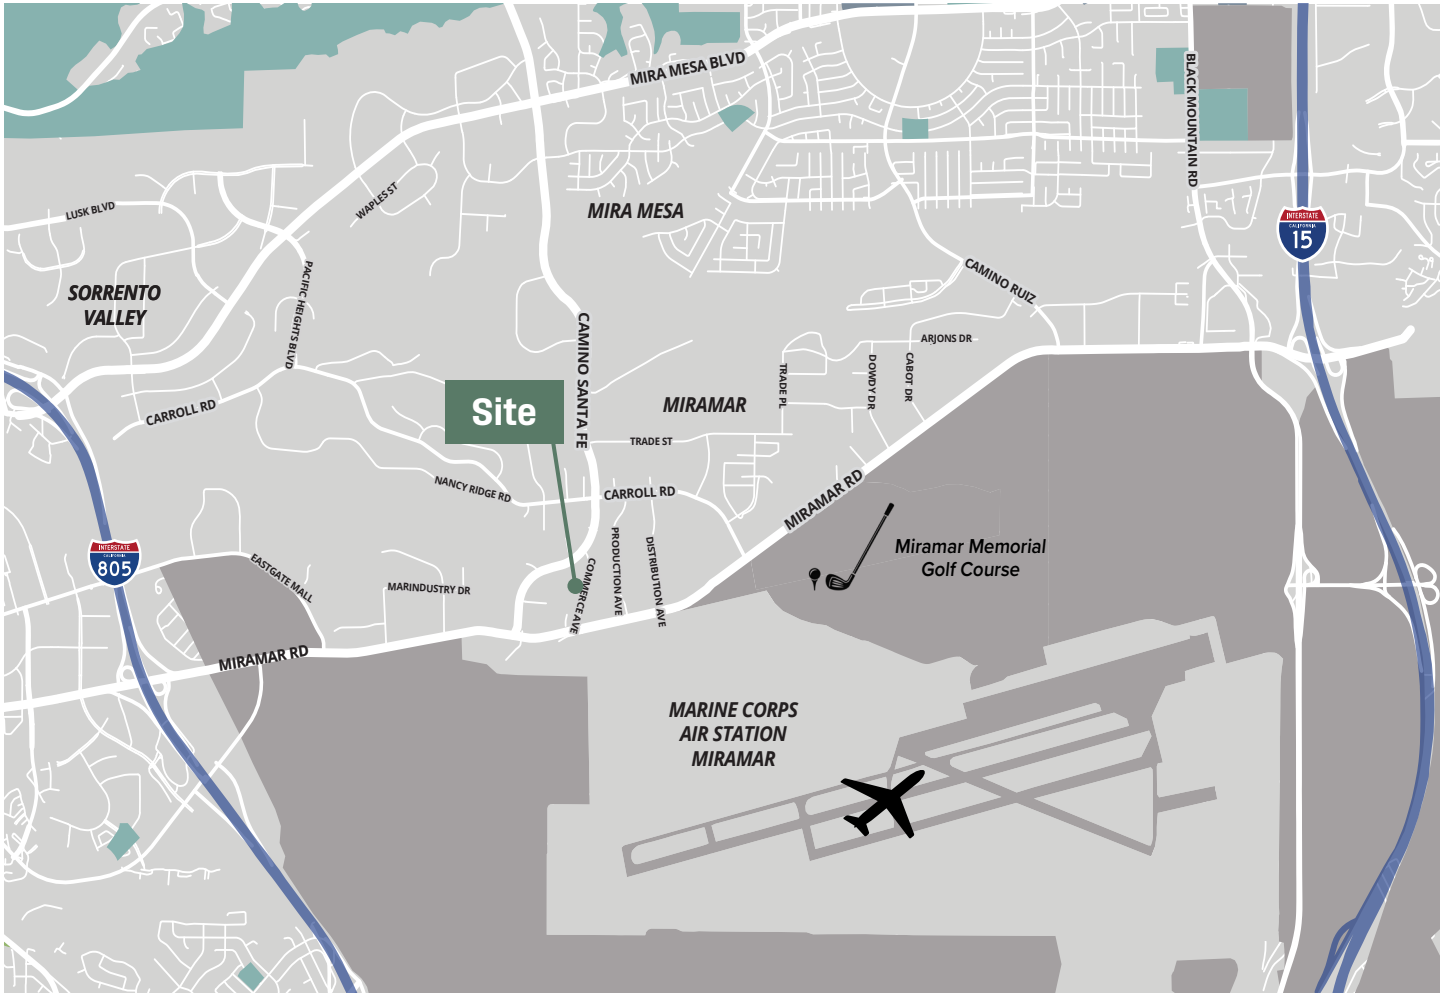 MIRA MESA BLVD
BLACK MOUNTAIN RD
WAPLES ST
LUSK BLVD
MIRA MESA
INTERSTATE
CALIFORNIA
15
PACIFIC HEIGHTS BLVD
CAMINO RUIZ
SORRENTO
VALLEY
CAMINO SANTA FE
ARJONS DR
TRADE PL
DOWDY DR
CABOT DR
CARROLL RD
Site
MIRAMAR
TRADE ST
NANCY RIDGE RD
CARROLL RD
MIRAMAR RD
INTERSTATE
CALIFORNIA
805
EASTGATE MALL
MARINDUSTRY DR
COMMERCE AVE
PRODUCTION AVE
DISTRIBUTION AVE
Miramar Memorial
Golf Course
MIRAMAR RD
MARINE CORPS
AIR STATION
MIRAMAR